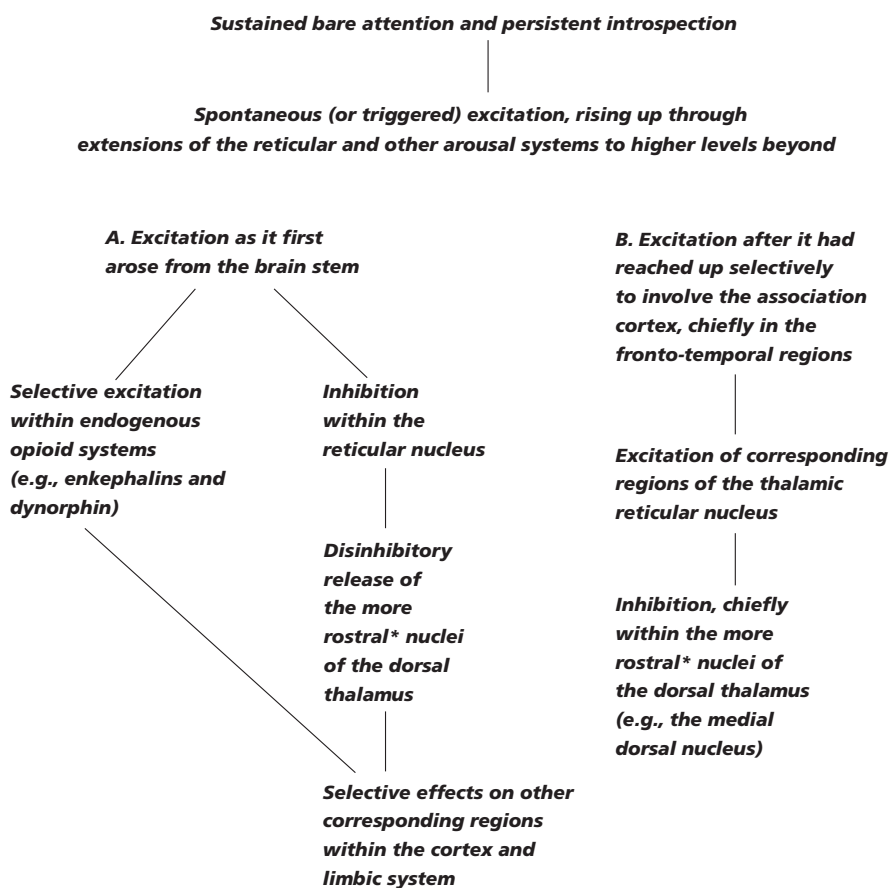 Sustained bare attention and persistent introspection
Spontaneous (or triggered) excitation, rising up through
extensions of the reticular and other arousal systems to higher levels beyond
A. Excitation as it first
arose from the brain stem
B. Excitation after it had
reached up selectively
to involve the association
cortex, chiefly in the
fronto-temporal regions
Selective excitation
within endogenous
opioid systems
(e.g., enkephalins and
dynorphin)
Inhibition
within the
reticular nucleus
Excitation of corresponding
regions of the thalamic
reticular nucleus
Disinhibitory
release of
the more
rostral* nuclei
of the dorsal
thalamus
Inhibition, chiefly
within the more
rostral* nuclei of
the dorsal thalamus
(e.g., the medial
dorsal nucleus)
Selective effects on other
corresponding regions
within the cortex and
limbic system